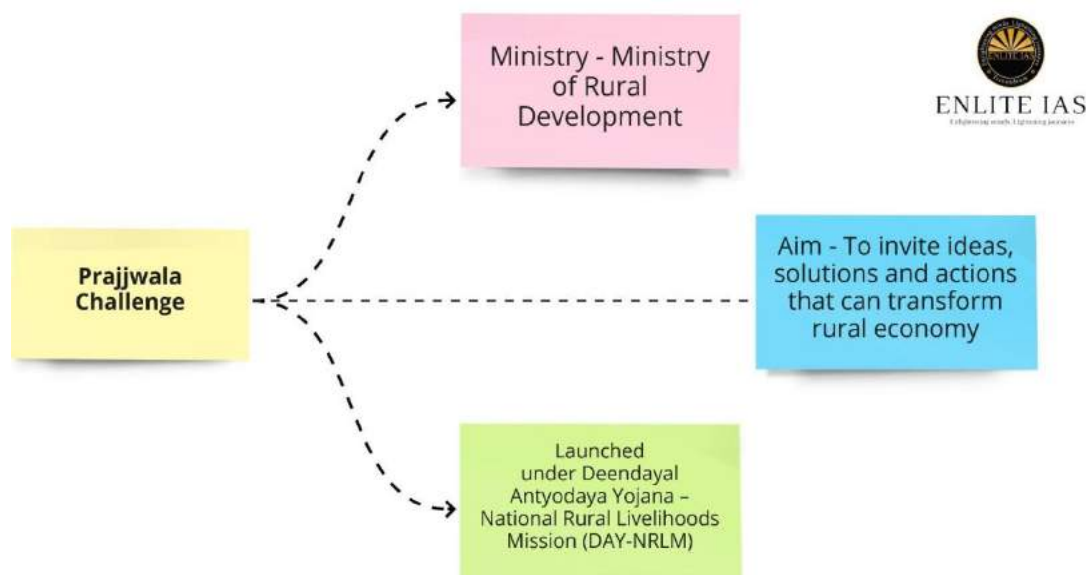 Ministry - Ministry
of Rural
Development
ENLITE IAS
Prajjwala
Challenge
Aim - To invite ideas,
solutions and actions
that can transform
rural economy
Launched
under Deendayal
Antyodaya Yojana –
National Rural Livelihoods
Mission (DAY-NRLM)